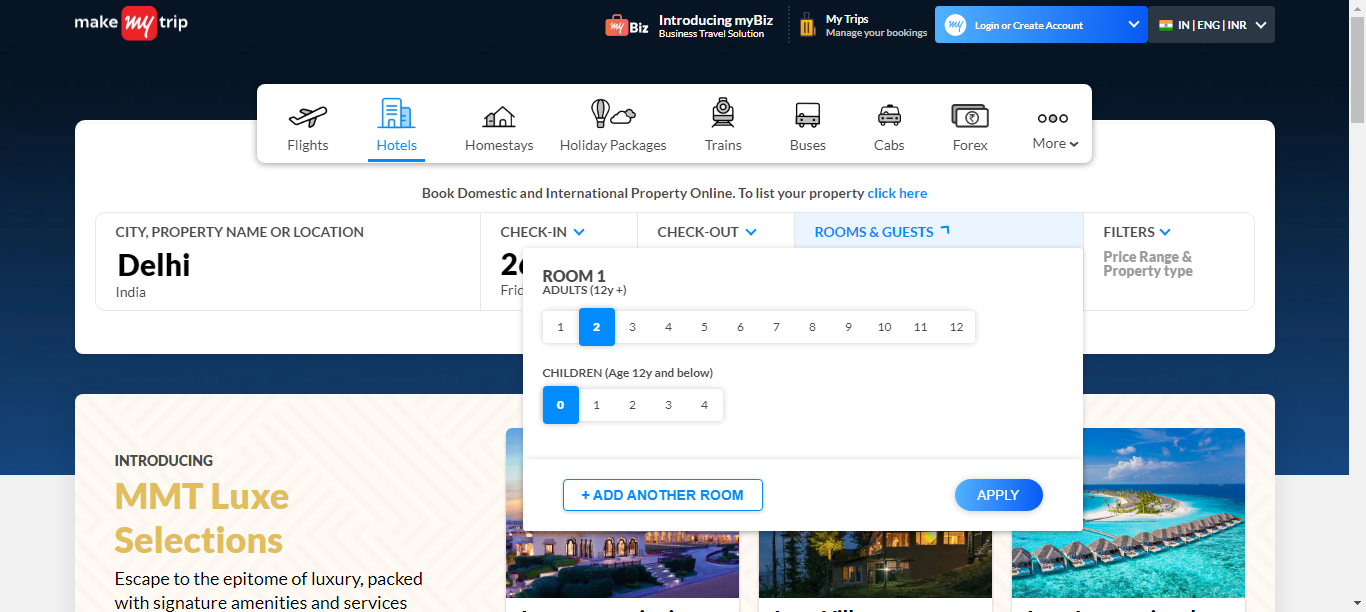 make my trip
my Biz
Introducing myBiz
Business Travel Solution
My Trips
Manage your bookings
my
Login or Create Account
IN | ENG | INR
Flights
Hotels
Homestays
Holiday Packages
Trains
Buses
Cabs
Forex
More
Book Domestic and International Property Online. To list your property click here
CITY, PROPERTY NAME OR LOCATION
Delhi
India
CHECK-IN
CHECK-OUT
ROOMS & GUESTS
FILTERS
Price Range &
Property type
ROOM 1
ADULTS (12y +)
1 2 3 4 5 6 7 8 9 10 11 12
CHILDREN (Age 12y and below)
0 1 2 3 4
+ ADD ANOTHER ROOM
APPLY
INTRODUCING
MMT Luxe
Selections
Escape to the epitome of luxury, packed
with signature amenities and services